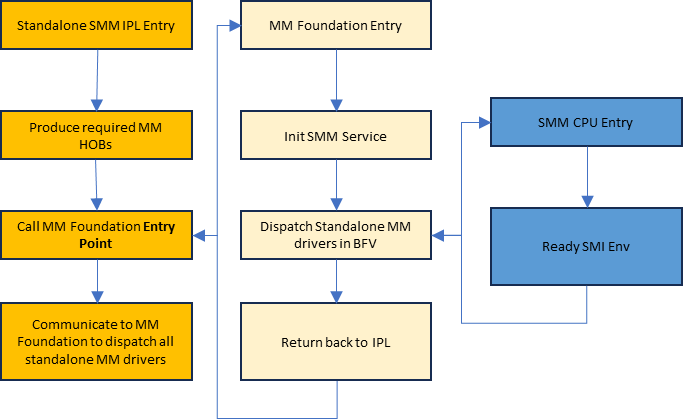 Standalone SMM IPL Entry
Produce required MM
HOBs
Call MM Foundation Entry
Point
Communicate to MM
Foundation to dispatch all
standalone MM drivers
MM Foundation Entry
Init SMM Service
Dispatch Standalone MM
drivers in BFV
Return back to IPL
SMM CPU Entry
Ready SMI Env